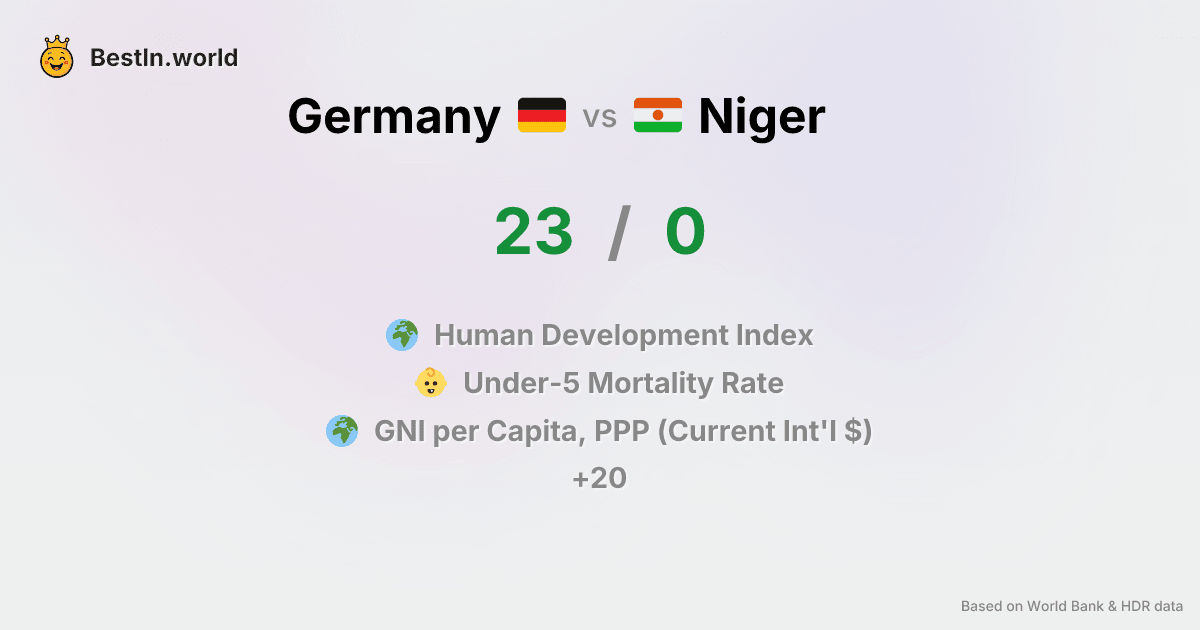 BestIn.world
Germany vs Niger
23 / 0
Human Development Index
Under-5 Mortality Rate
GNI per Capita, PPP (Current Int'l $)
+20
Based on World Bank & HDR data